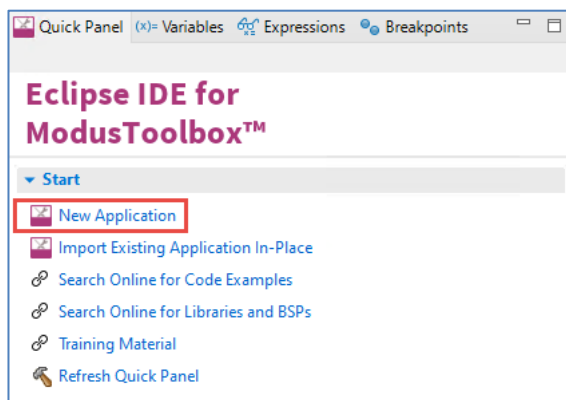 Quick Panel (x)= Variables Expressions Breakpoints
Eclipse IDE for
ModusToolbox™
Start
New Application
Import Existing Application In-Place
Search Online for Code Examples
Search Online for Libraries and BSPs
Training Material
Refresh Quick Panel